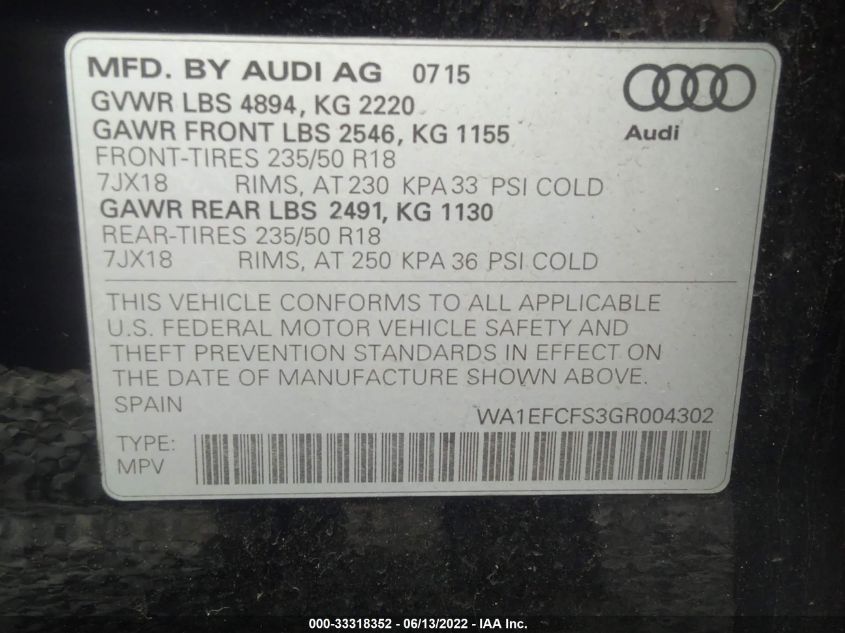 MFD. BY AUDI AG 0715
GVWR LBS 4894, KG 2220
GAWR FRONT LBS 2546, KG 1155
FRONT-TIRES 235/50 R18
7JX18 RIMS, AT 230 KPA 33 PSI COLD
GAWR REAR LBS 2491, KG 1130
REAR-TIRES 235/50 R18
7JX18 RIMS, AT 250 KPA 36 PSI COLD
Audi
THIS VEHICLE CONFORMS TO ALL APPLICABLE
U.S. FEDERAL MOTOR VEHICLE SAFETY AND
THEFT PREVENTION STANDARDS IN EFFECT ON
THE DATE OF MANUFACTURE SHOWN ABOVE.
SPAIN WA1EFCFS3GR004302
TYPE:
MPV
000-33318352 - 06/13/2022 - IAA Inc.